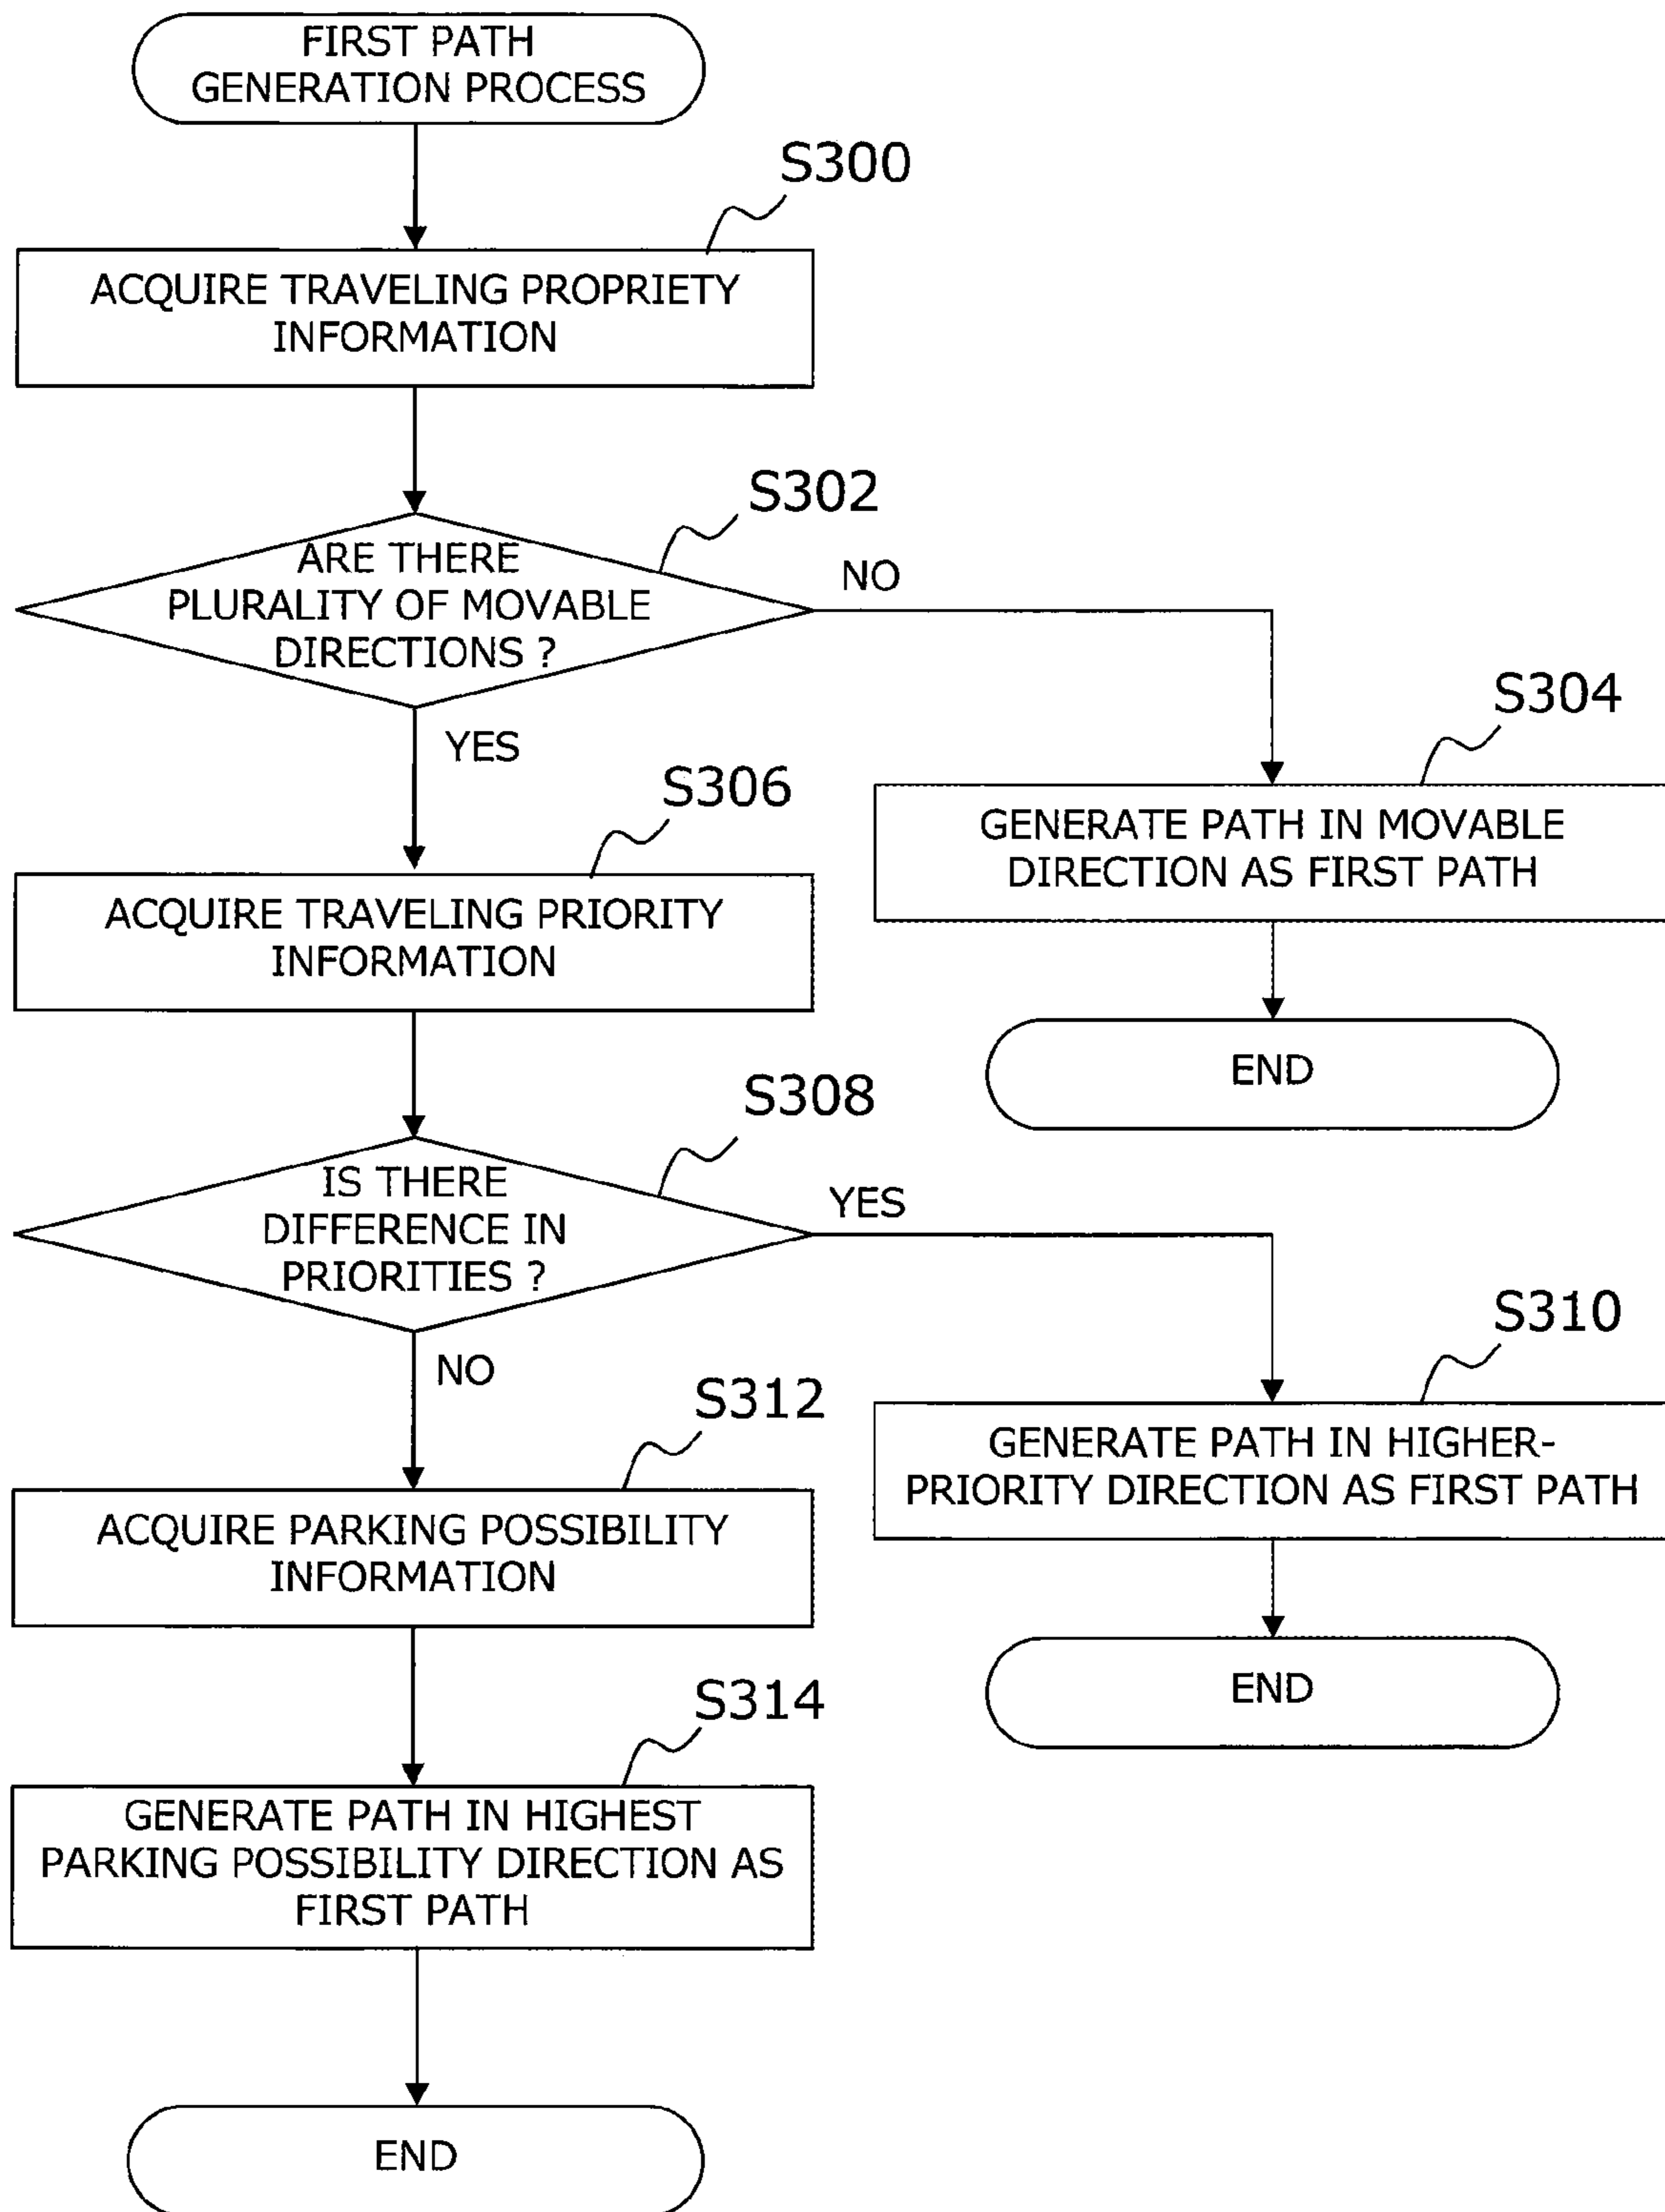 FIRST PATH
GENERATION PROCESS
S300
ACQUIRE TRAVELING PROPRIETY
INFORMATION
S302
ARE THERE
PLURALITY OF MOVABLE
DIRECTIONS ?
NO
YES
S304
GENERATE PATH IN MOVABLE
DIRECTION AS FIRST PATH
END
S306
ACQUIRE TRAVELING PRIORITY
INFORMATION
S308
IS THERE
DIFFERENCE IN
PRIORITIES ?
YES
NO
S310
GENERATE PATH IN HIGHER-
PRIORITY DIRECTION AS FIRST PATH
END
S312
ACQUIRE PARKING POSSIBILITY
INFORMATION
S314
GENERATE PATH IN HIGHEST
PARKING POSSIBILITY DIRECTION AS
FIRST PATH
END